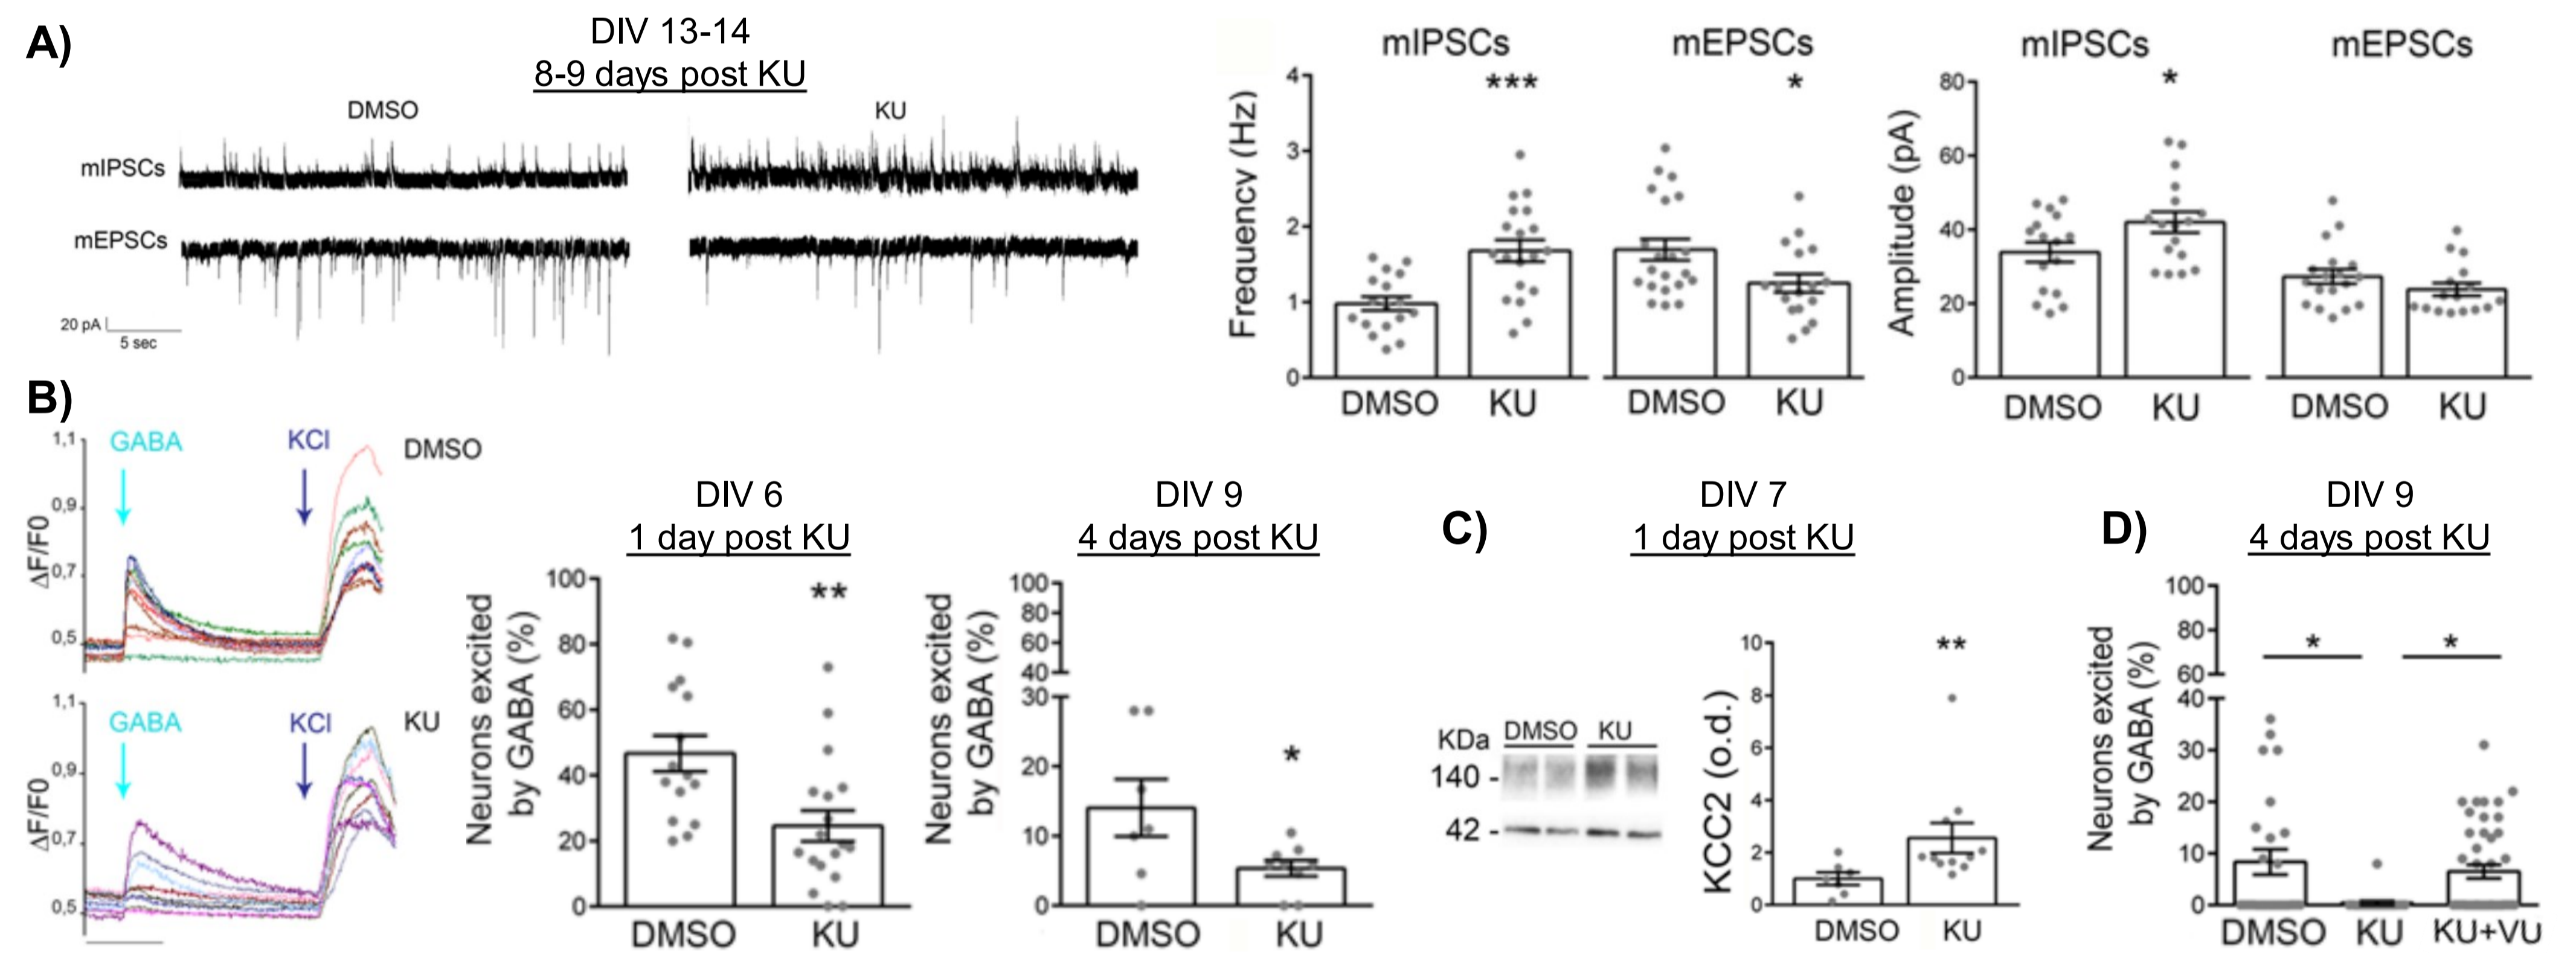 A)
DIV 13-14
8-9 days post KU
DMSO
KU
mIPSCs
mEPSCs
20 pA
5 sec
mIPSCs
mEPSCs
***
*
Frequency (Hz)
4
3
2
1
0
DMSO
KU
DMSO
KU
mIPSCs
mEPSCs
*
Amplitude (pA)
80
60
40
20
0
DMSO
KU
DMSO
KU
B)
GABA
KCl
DMSO
ΔF/F0
1,1
0,9
0,7
0,5
GABA
KCl
KU
ΔF/F0
1,1
0,9
0,7
0,5
DIV 6
1 day post KU
Neurons excited
by GABA (%)
100
80
60
40
20
0
**
DMSO
KU
DIV 9
4 days post KU
Neurons excited
by GABA (%)
100
80
60
40
30
20
10
0
*
DMSO
KU
C)
DIV 7
1 day post KU
KDa
DMSO
KU
140 -
42 -
KCC2 (o.d.)
10
8
6
4
2
0
**
DMSO
KU
D)
DIV 9
4 days post KU
Neurons excited
by GABA (%)
100
80
60
40
30
20
10
0
*
*
DMSO
KU
KU+VU